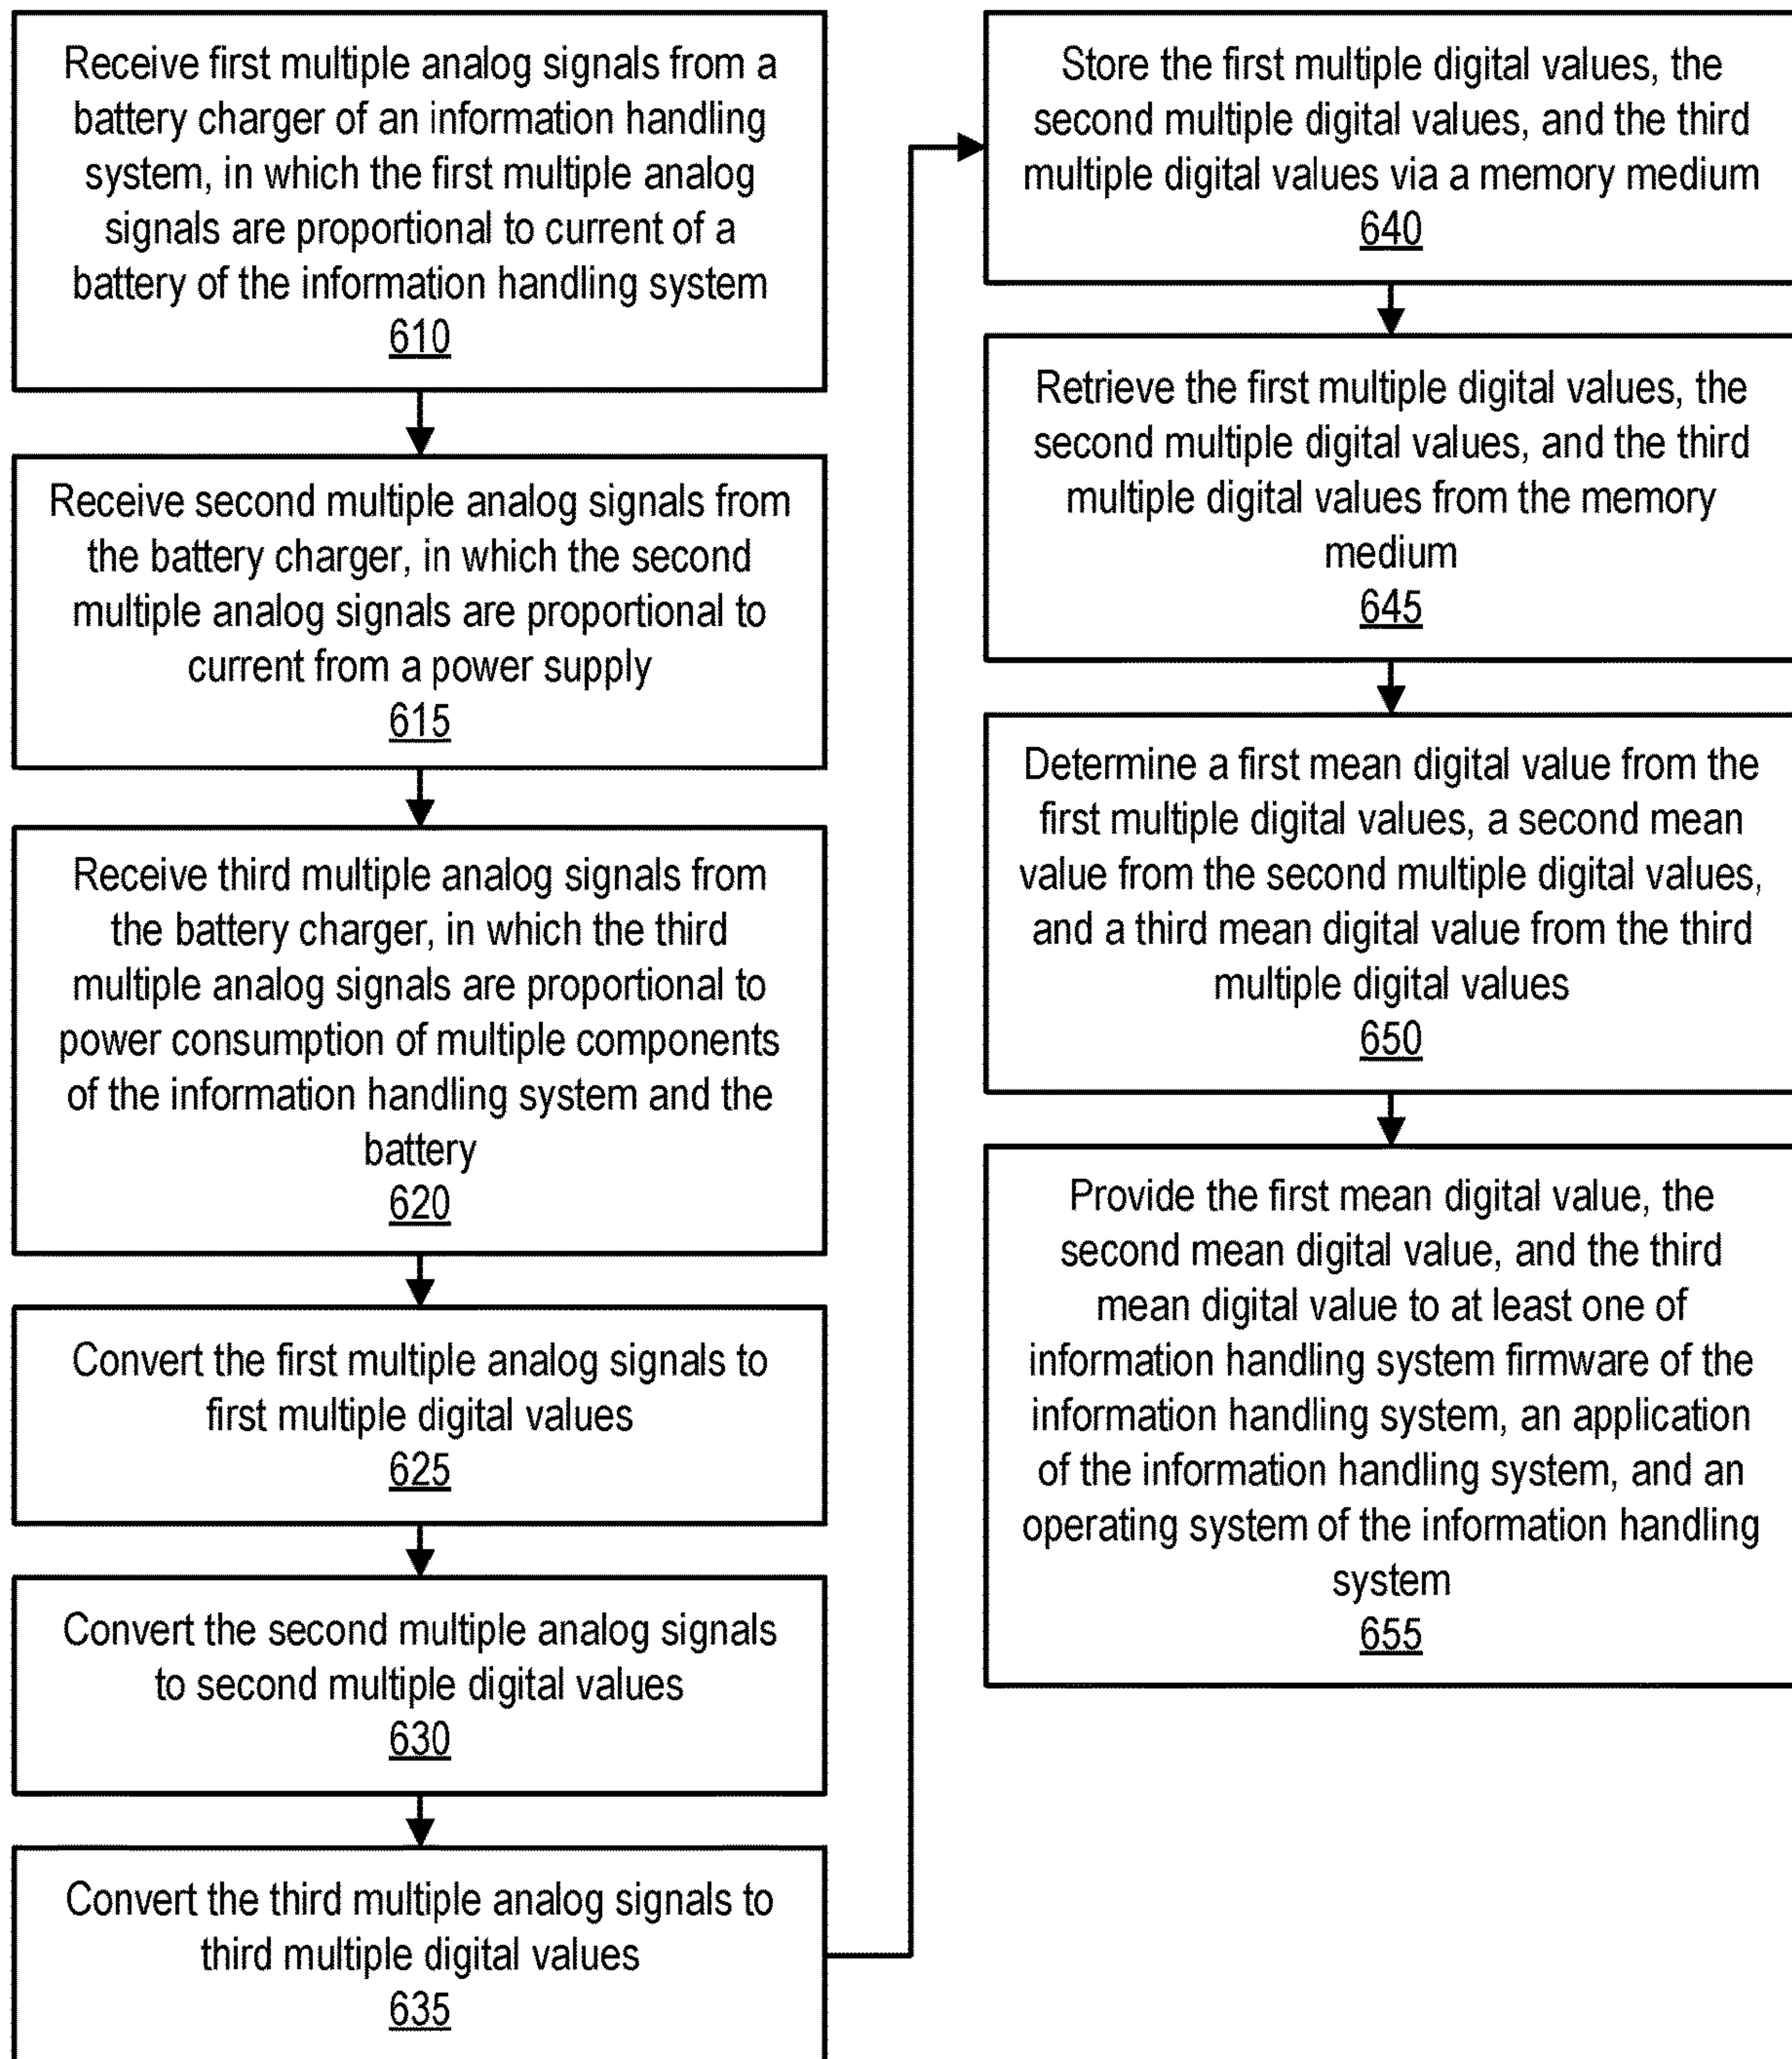 Receive first multiple analog signals from a
battery charger of an information handling
system, in which the first multiple analog
signals are proportional to current of a
battery of the information handling system
610
Receive second multiple analog signals from
the battery charger, in which the second
multiple analog signals are proportional to
current from a power supply
615
Receive third multiple analog signals from
the battery charger, in which the third
multiple analog signals are proportional to
power consumption of multiple components
of the information handling system and the
battery
620
Convert the first multiple analog signals to
first multiple digital values
625
Convert the second multiple analog signals
to second multiple digital values
630
Convert the third multiple analog signals to
third multiple digital values
635
Store the first multiple digital values, the
second multiple digital values, and the third
multiple digital values via a memory medium
640
Retrieve the first multiple digital values, the
second multiple digital values, and the third
multiple digital values from the memory
medium
645
Determine a first mean digital value from the
first multiple digital values, a second mean
value from the second multiple digital values,
and a third mean digital value from the third
multiple digital values
650
Provide the first mean digital value, the
second mean digital value, and the third
mean digital value to at least one of
information handling system firmware of the
information handling system, an application
of the information handling system, and an
operating system of the information handling
system
655